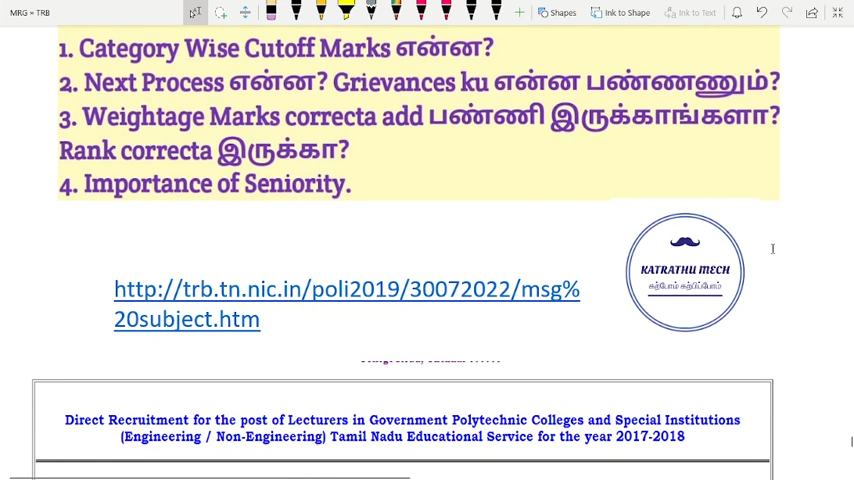 MRG = TRB
Shapes
Ink to Shape
Ink to Text
1. Category Wise Cutoff Marks என்ன?
2. Next Process என்ன? Grievances ku என்ன பண்ணணும்?
3. Weightage Marks correcta add பண்ணி இருக்காங்களா?
Rank correcta இருக்கா?
4. Importance of Seniority.
KATRATHU MECH
கற்போம் கற்பிப்போம்
http://trb.tn.nic.in/poli2019/30072022/msg%
20subject.htm
Direct Recruitment for the post of Lecturers in Government Polytechnic Colleges and Special Institutions
(Engineering / Non-Engineering) Tamil Nadu Educational Service for the year 2017-2018